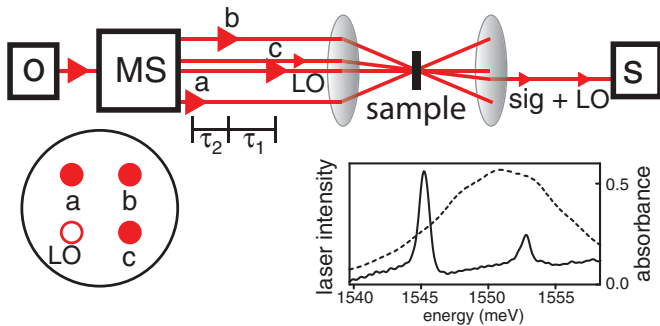 b
c
O
MS
LO
a
sample
sig + LO
S
τ2
τ1
a
b
LO
c
laser intensity
0.5
0.0
absorbance
1540
1545
1550
1555
energy (meV)